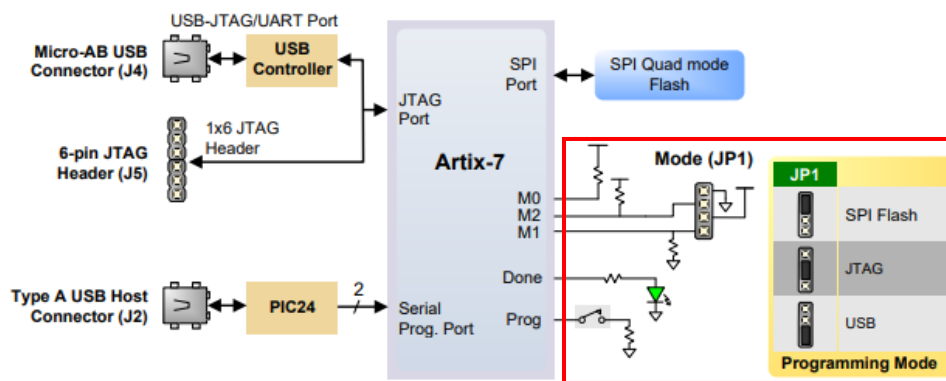 USB-JTAG/UART Port
Micro-AB USB
Connector (J4)
USB
Controller
JTAG
Port
SPI
Port
SPI Quad mode
Flash
6-pin JTAG
Header (J5)
1x6 JTAG
Header
Artix-7
Mode (JP1)
M0
M2
M1
JP1
SPI Flash
JTAG
USB
Programming Mode
Type A USB Host
Connector (J2)
PIC24
2
Serial
Prog. Port
Done
Prog